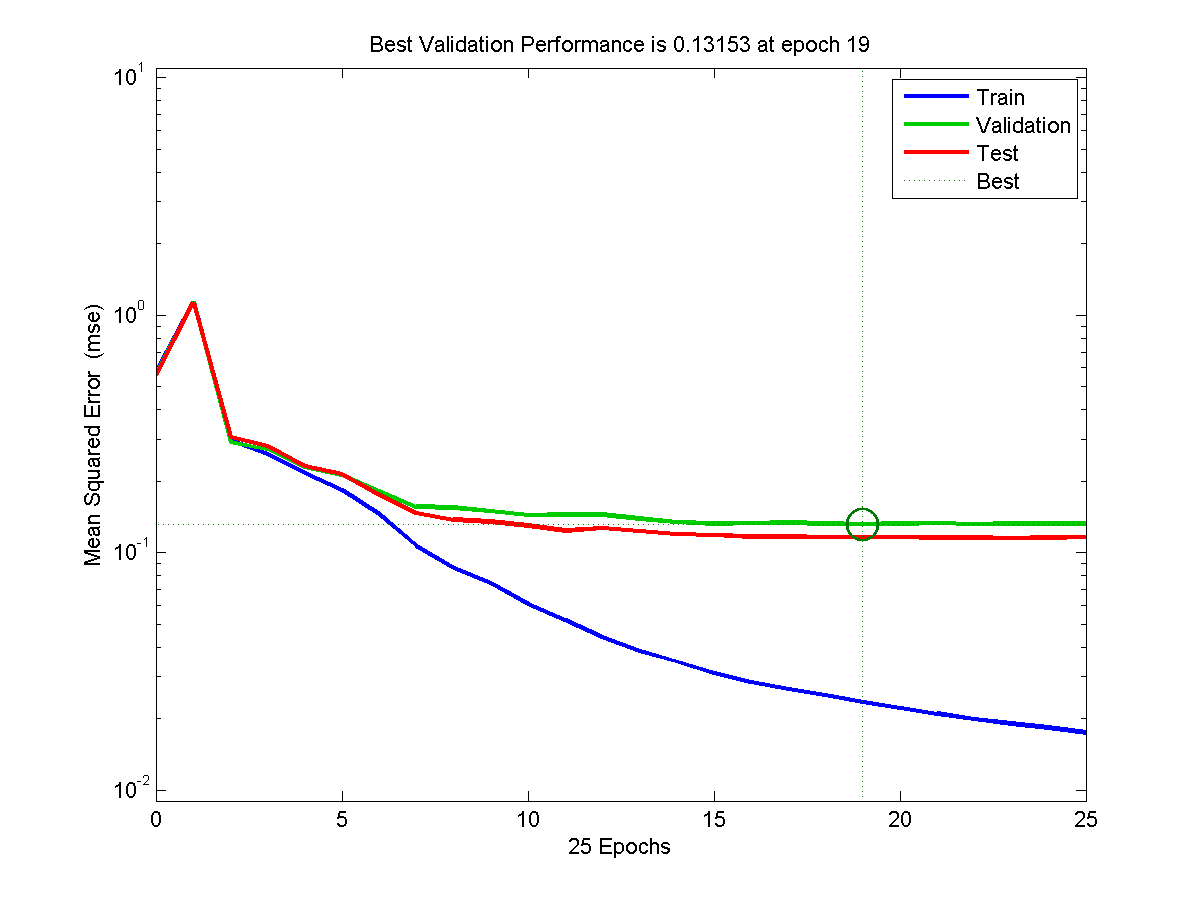 Best Validation Performance is 0.13153 at epoch 19
10^1
10^0
10^-1
10^-2
Mean Squared Error (mse)
Train
Validation
Test
Best
0 5 10 15 20 25
25 Epochs